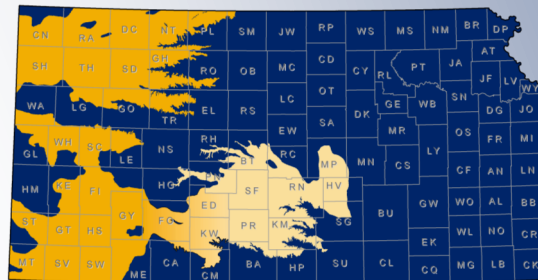 CN RA DC NT PL SM JW RP WS MS NM BR DP
SH TH SD GH RO OB MC CD CY RL PT JA AT
JF LV WY
WA LG GO TR EL RS LC OT DK GE WB SN DG JO
GL WH SC LE NS RH BT EW SA MR OS FR MI
HM KE FI HG RC MP MN CS LY CF AN LN
ST GT HS GY FO ED SF RN HV BU GW WO AL BB
KW PR KM SG EK WL NO CR
MT SV SW ME CA CM BA HP SU CL CQ MG LB CK